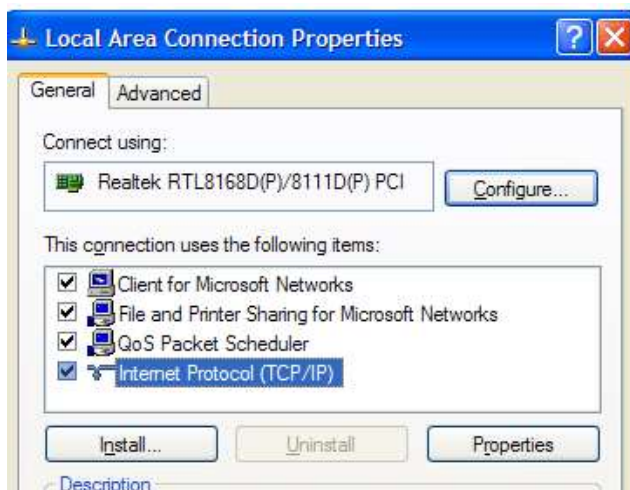 Local Area Connection Properties
General Advanced
Connect using:
Realtek RTL8168D(P)/8111D(P) PCI Configure...
This connection uses the following items:
Client for Microsoft Networks
File and Printer Sharing for Microsoft Networks
QoS Packet Scheduler
Internet Protocol (TCP/IP)
Install... Uninstall Properties
Description